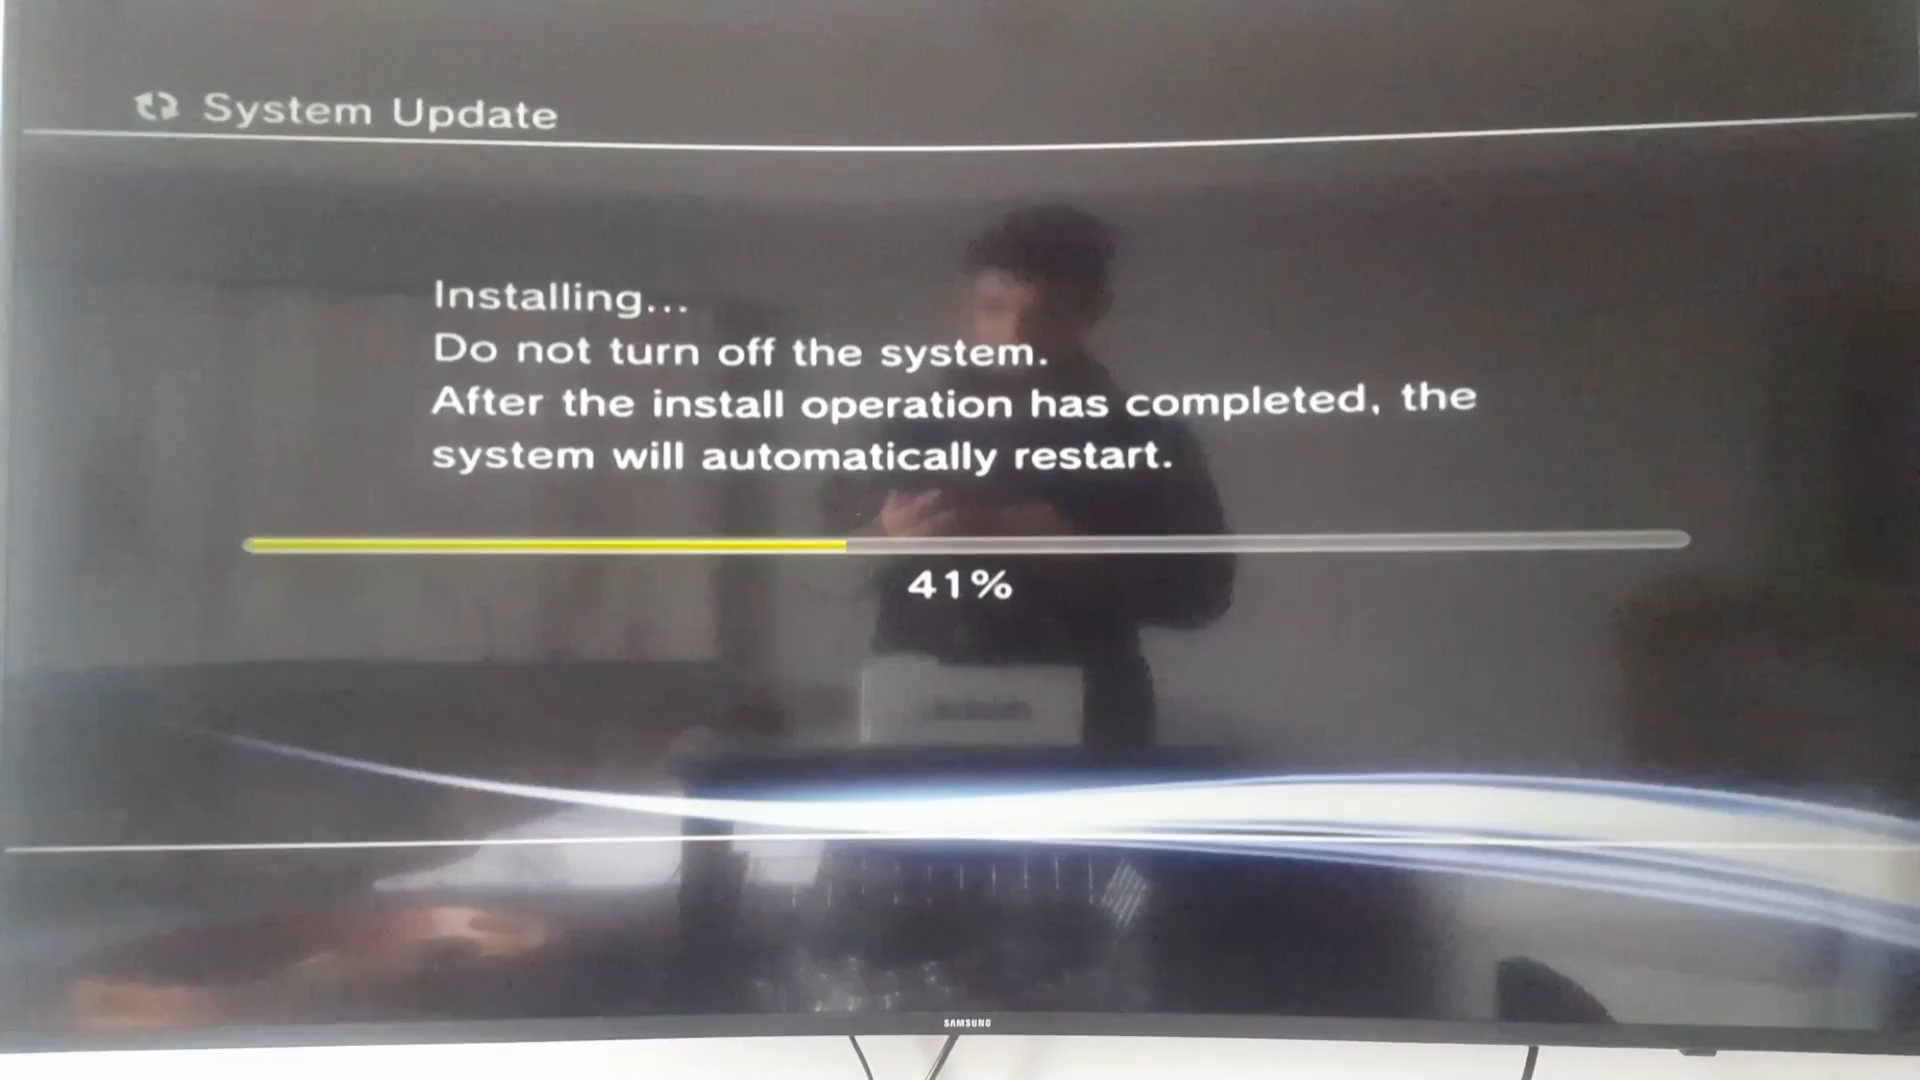 System Update
Installing...
Do not turn off the system.
After the install operation has completed, the
system will automatically restart.
41%
SAMSUNG